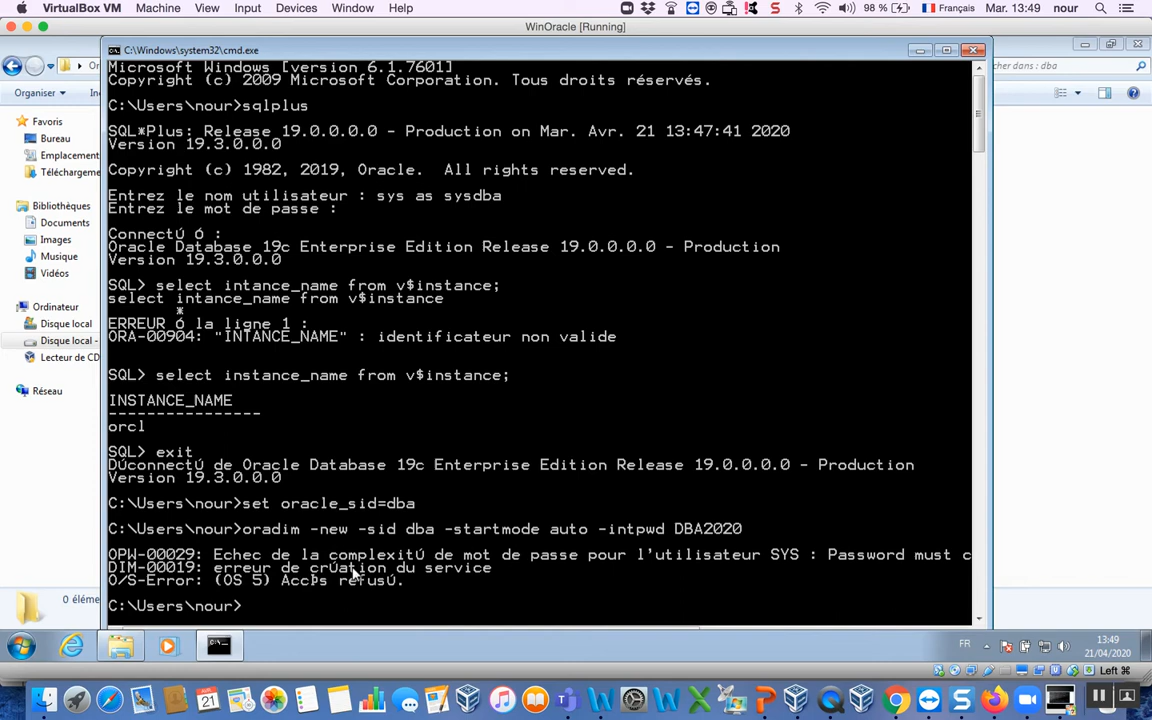 VirtualBox VM Machine View Input Devices Window Help 98 % Français Mar. 13:49 nour
WinOracle [Running]
C:\Windows\system32\cmd.exe
hercher dans : dba
Organiser
Favoris
Bureau
Emplacement
Téléchargeme
Bibliothèques
Documents
Images
Musique
Vidéos
Ordinateur
Disque local
Disque local -
Lecteur de CD
Réseau
0 éléme
Microsoft Windows [version 6.1.7601]
Copyright (c) 2009 Microsoft Corporation. Tous droits réservés.
C:\Users\nour>sqlplus
SQL*Plus: Release 19.0.0.0.0 - Production on Mar. Avr. 21 13:47:41 2020
Version 19.3.0.0.0
Copyright (c) 1982, 2019, Oracle. All rights reserved.
Entrez le nom utilisateur : sys as sysdba
Entrez le mot de passe :
Connectú ó :
Oracle Database 19c Enterprise Edition Release 19.0.0.0.0 - Production
Version 19.3.0.0.0
SQL> select intance_name from v$instance;
select intance_name from v$instance
*
ERREUR ó la ligne 1 :
ORA-00904: "INTANCE_NAME" : identificateur non valide
SQL> select instance_name from v$instance;
INSTANCE_NAME
----------------
orcl
SQL> exit
Dúconnectú de Oracle Database 19c Enterprise Edition Release 19.0.0.0.0 - Production
Version 19.3.0.0.0
C:\Users\nour>set oracle_sid=dba
C:\Users\nour>oradim -new -sid dba -startmode auto -intpwd DBA2020
OPW-00029: Echec de la complexitú de mot de passe pour l'utilisateur SYS : Password must c
DIM-00019: erreur de crúation du service
O/S-Error: (OS 5) AccÞs refusú.
C:\Users\nour>
FR 13:49
21/04/2020
Left ⌘